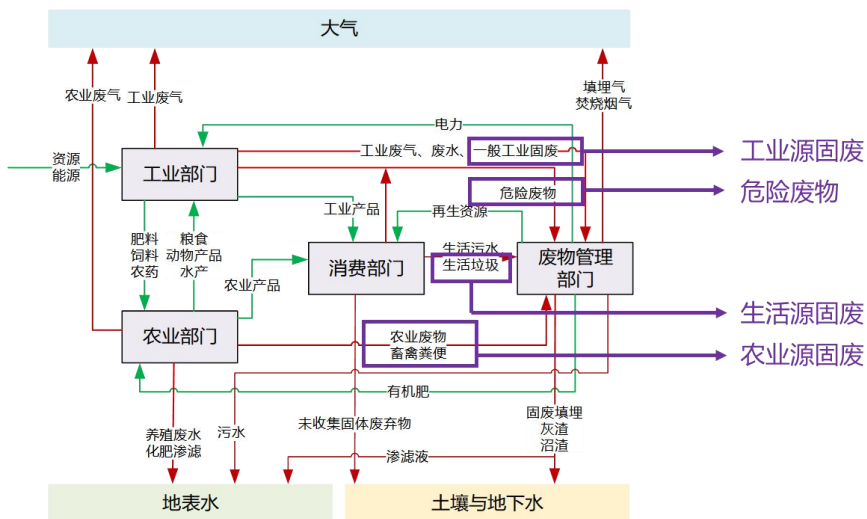 大气
农业废气
工业废气
填埋气
焚烧烟气
电力
资源
能源
工业部门
工业废气、废水、
一般工业固废
工业源固废
危险废物
危险废物
工业产品
再生资源
肥料
饲料
农药
粮食
动物产品
水产
农业产品
消费部门
生活污水
生活垃圾
废物管理
部门
生活源固废
农业部门
农业废物
畜禽粪便
农业源固废
有机肥
养殖废水
化肥渗滤
污水
未收集固体废弃物
固废填埋
灰渣
沼渣
渗滤液
地表水
土壤与地下水